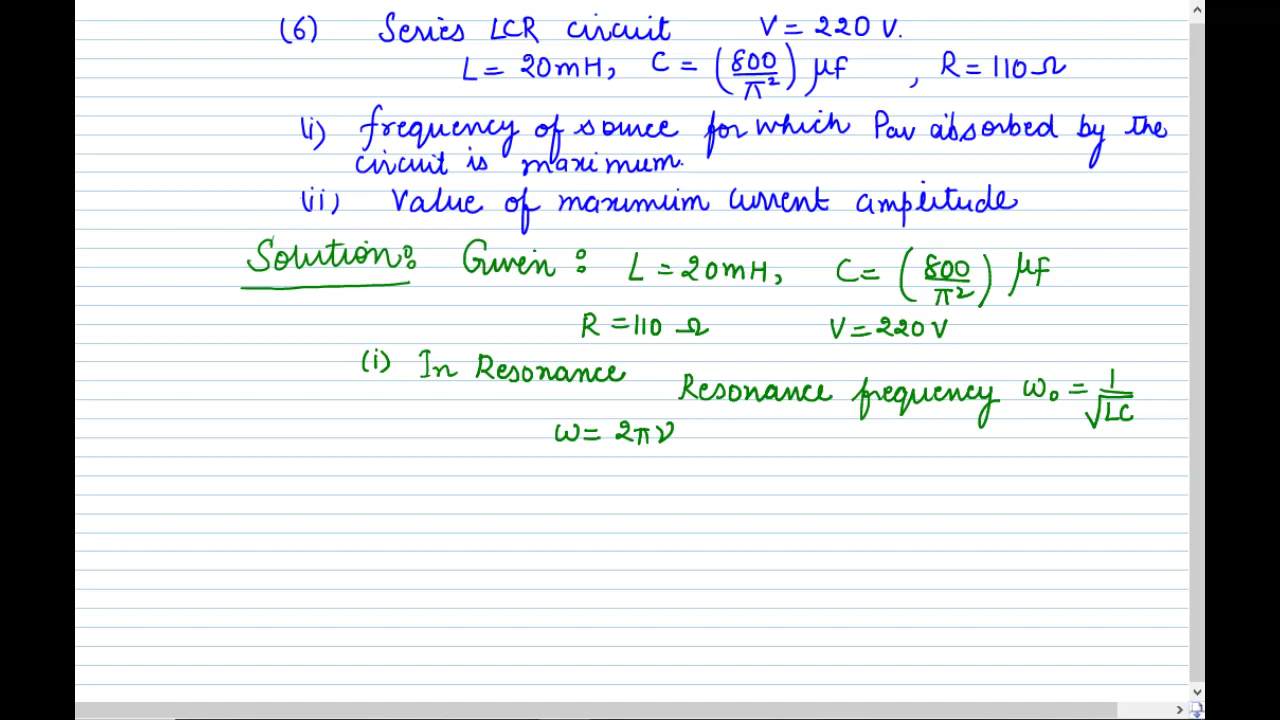 (6) Series LCR circuit V = 220 V.
L = 20mH, C = (800/π²) μf , R = 110 Ω
(i) frequency of source for which Pav absorbed by the
circuit is maximum.
(ii) Value of maximum current amplitude
Solution: Given : L = 20mH, C = (800/π²) μf
R = 110 Ω V = 220 V
(i) In Resonance
Resonance frequency ω₀ = 1/√LC
ω = 2πν